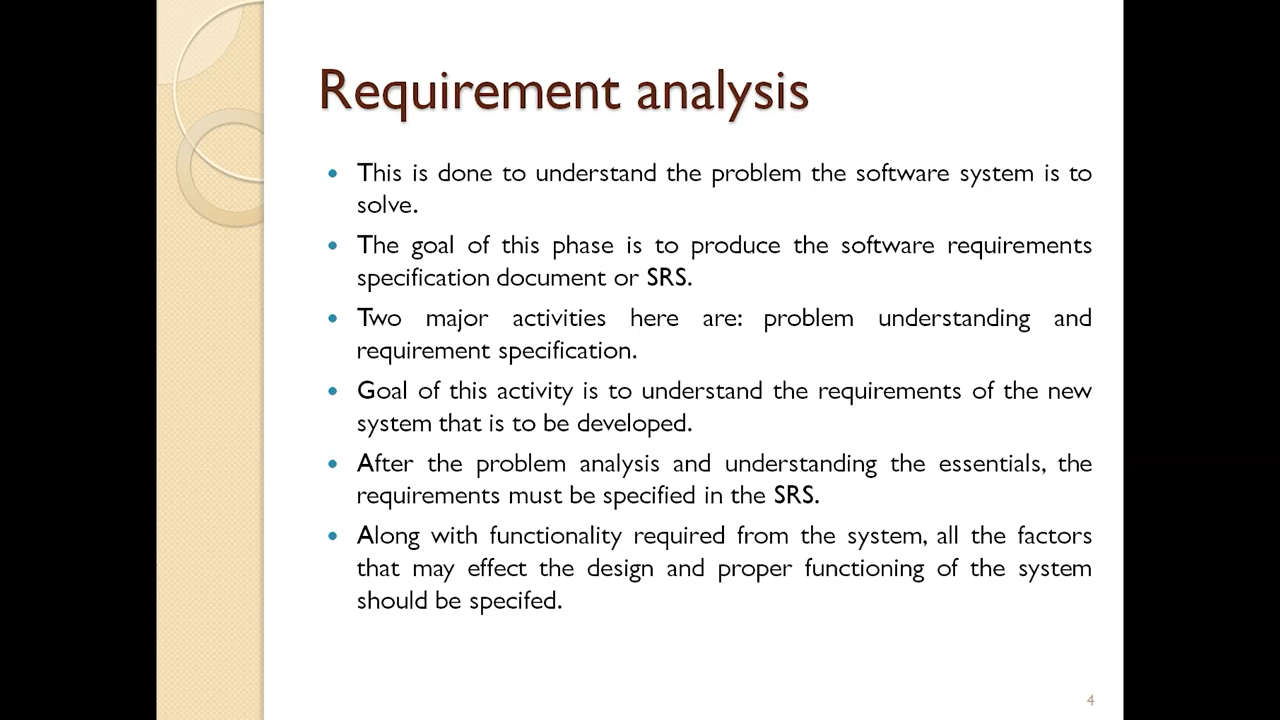 Requirement analysis
• This is done to understand the problem the software system is to
solve.
• The goal of this phase is to produce the software requirements
specification document or SRS.
• Two major activities here are: problem understanding and
requirement specification.
• Goal of this activity is to understand the requirements of the new
system that is to be developed.
• After the problem analysis and understanding the essentials, the
requirements must be specified in the SRS.
• Along with functionality required from the system, all the factors
that may effect the design and proper functioning of the system
should be specifed.
4